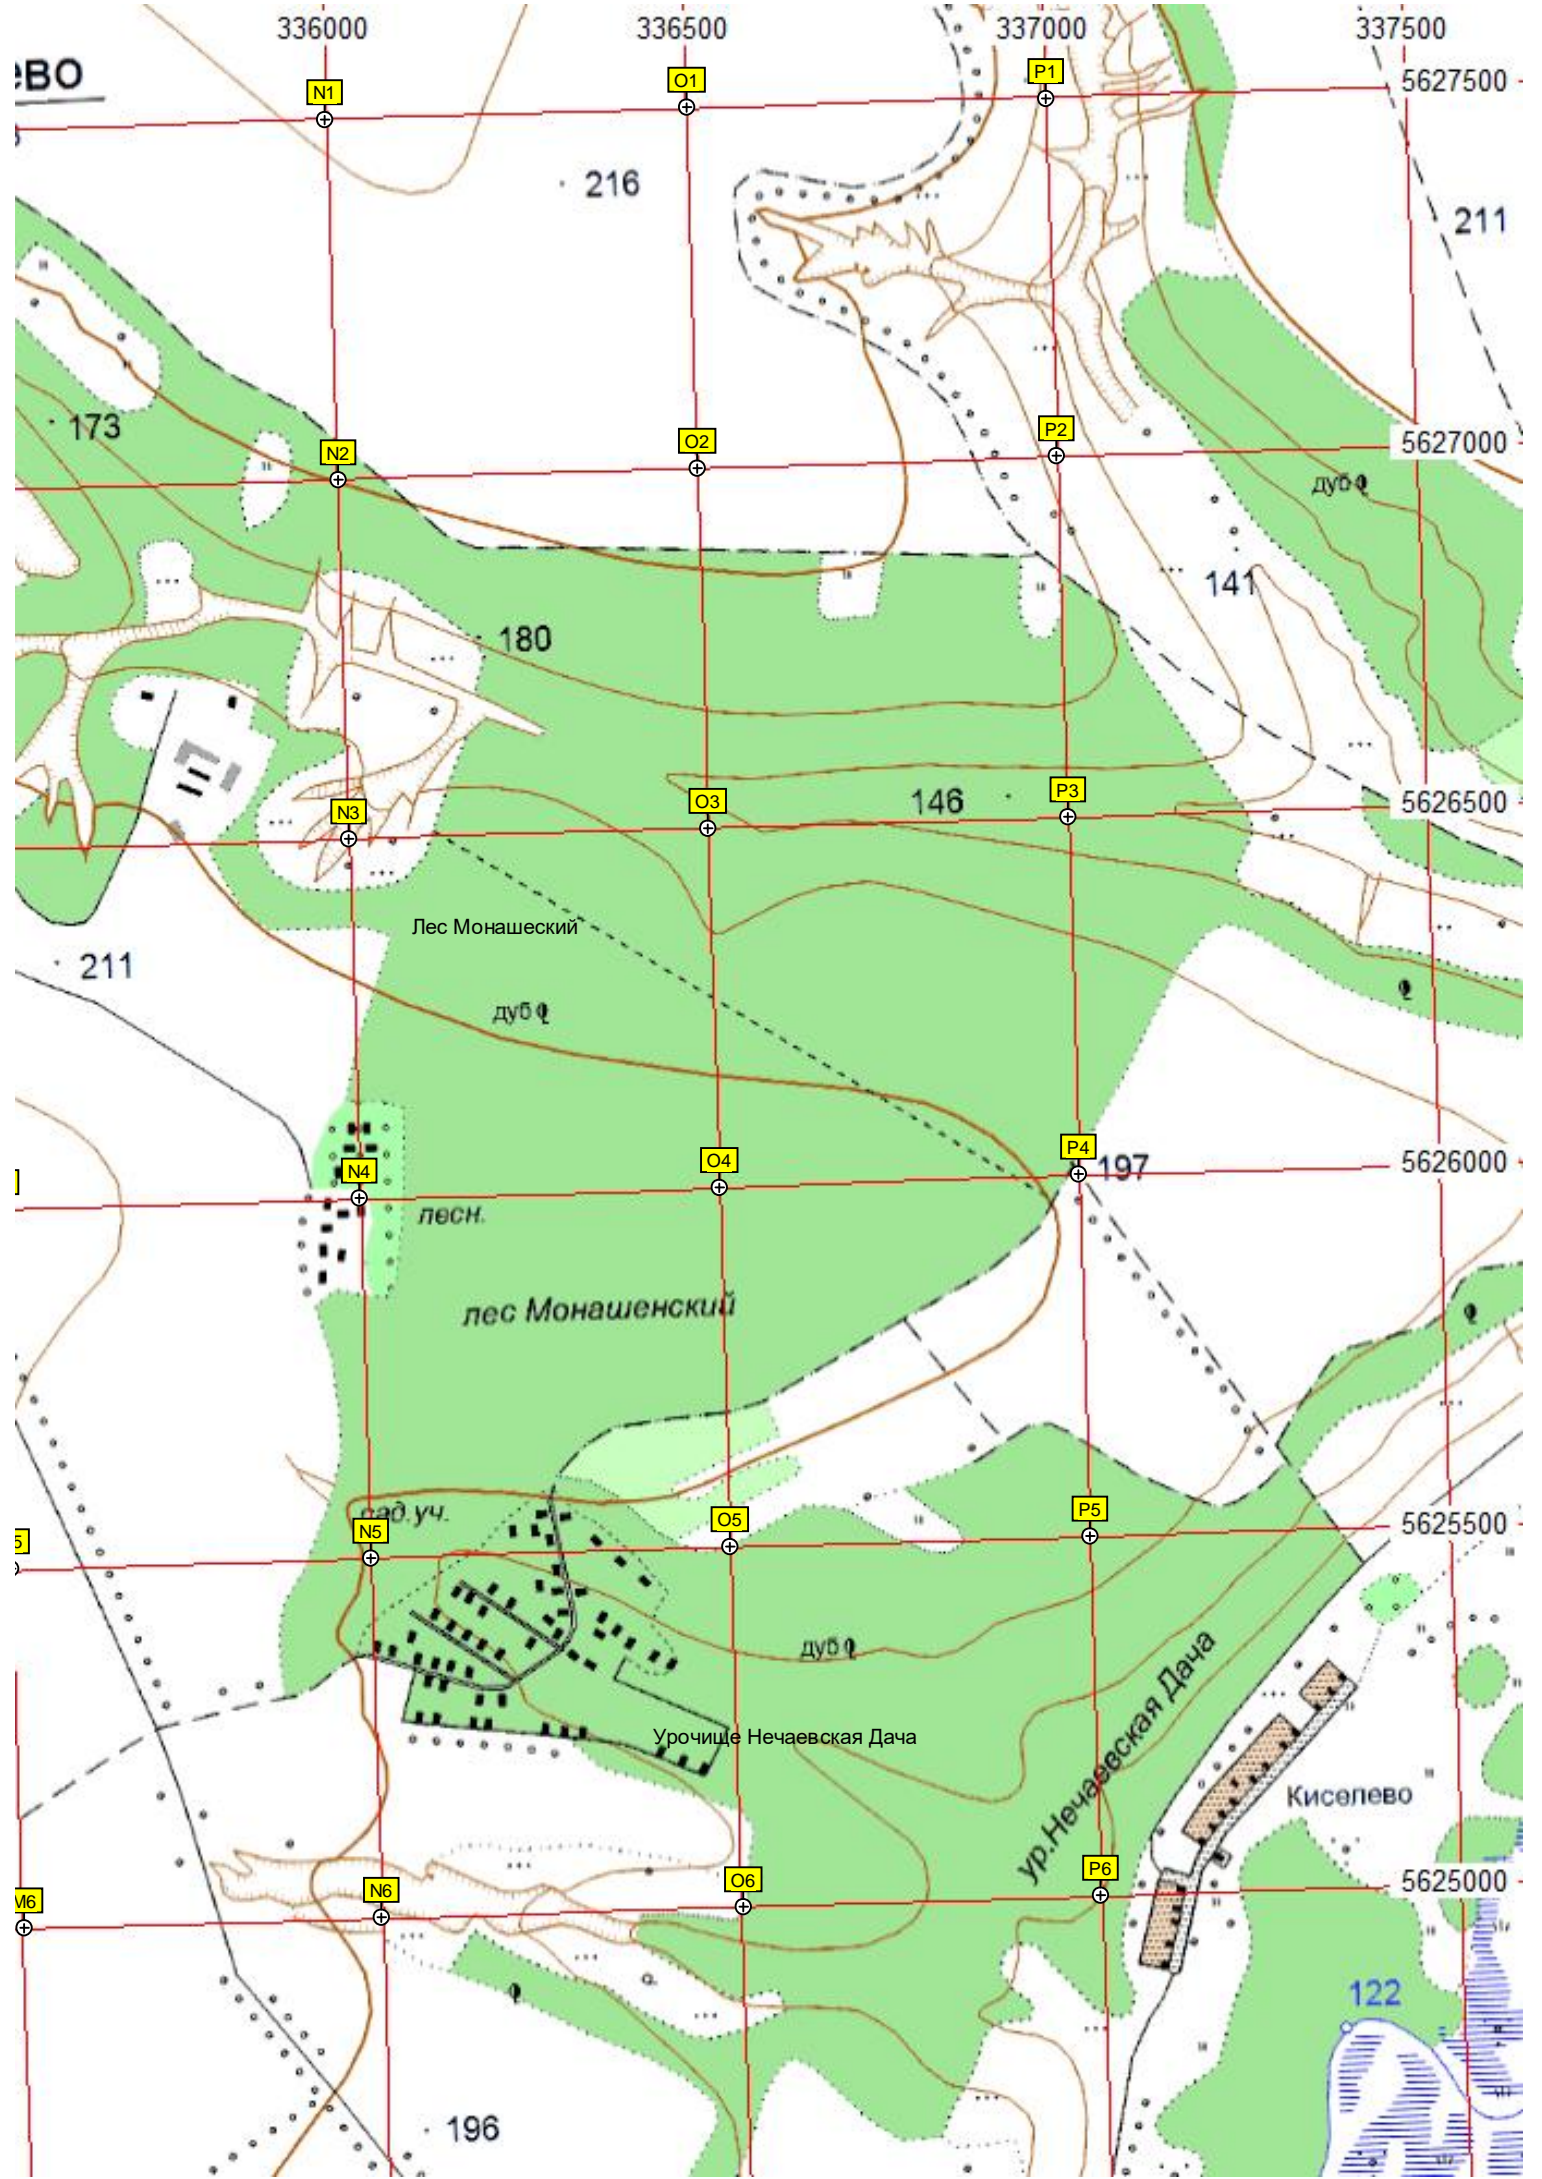 336000 336500 337000 337500
ево
5627500
N1 O1 P1
216
211
173
N2 O2 P2
5627000
дуб
141
180
N3 O3 146 P3
5626500
Лес Монашеский
211
дуб
N4 O4 P4
197
5626000
лесн.
лес Монашенский
сад.уч.
N5 O5 P5
5625500
дуб
Урочище Нечаевская Дача
ур.Нечаевская Дача
Киселево
M6 N6 O6 P6
5625000
122
196